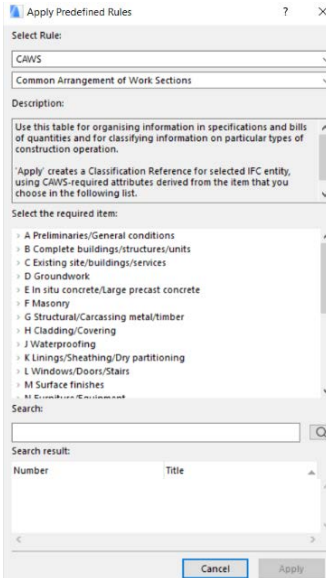 Apply Predefined Rules
Select Rule:
CAWS
Common Arrangement of Work Sections
Description:
Use this table for organising information in specifications and bills
of quantities and for classifying information on particular types of
construction operation.
'Apply' creates a Classification Reference for selected IFC entity,
using CAWS-required attributes derived from the item that you
choose in the following list.
Select the required item:
A Preliminaries/General conditions
B Complete buildings/structures/units
C Existing site/buildings/services
D Groundwork
E In situ concrete/Large precast concrete
F Masonry
G Structural/Carcassing metal/timber
H Cladding/Covering
J Waterproofing
K Linings/Sheathing/Dry partitioning
L Windows/Doors/Stairs
M Surface finishes
N Furniture/Equipment
Search:
Search result:
Number Title
Cancel Apply